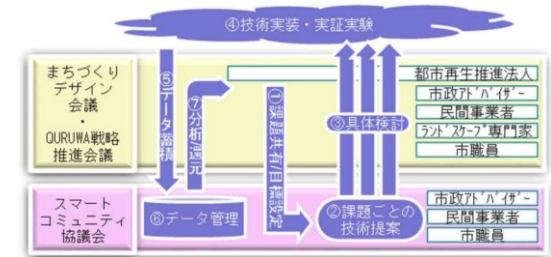 ④技術実装・実証実験
まちづくり
デザイン
会議
・
QURUWA戦略
推進会議
⑤データ蓄積
⑦分析/還元
①課題共有/目標設定
③具体検討
都市再生推進法人
市政アドバイザー
民間事業者
ランドスケープ専門家
市職員
スマート
コミュニティ
協議会
⑥データ管理
②課題ごとの
技術提案
市政アドバイザー
民間事業者
市職員